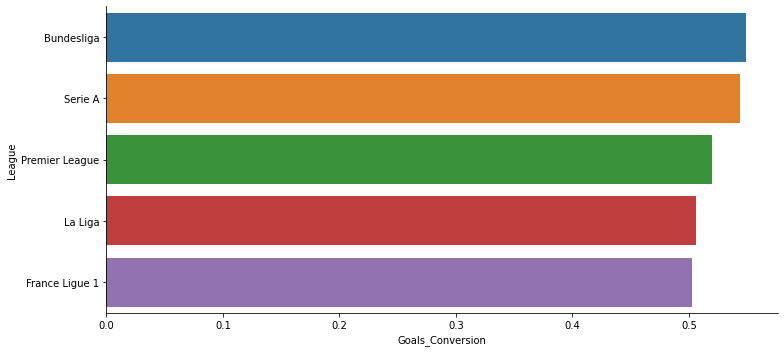 Bundesliga
Serie A
Premier League
La Liga
France Ligue 1
League
0.0 0.1 0.2 0.3 0.4 0.5
Goals_Conversion